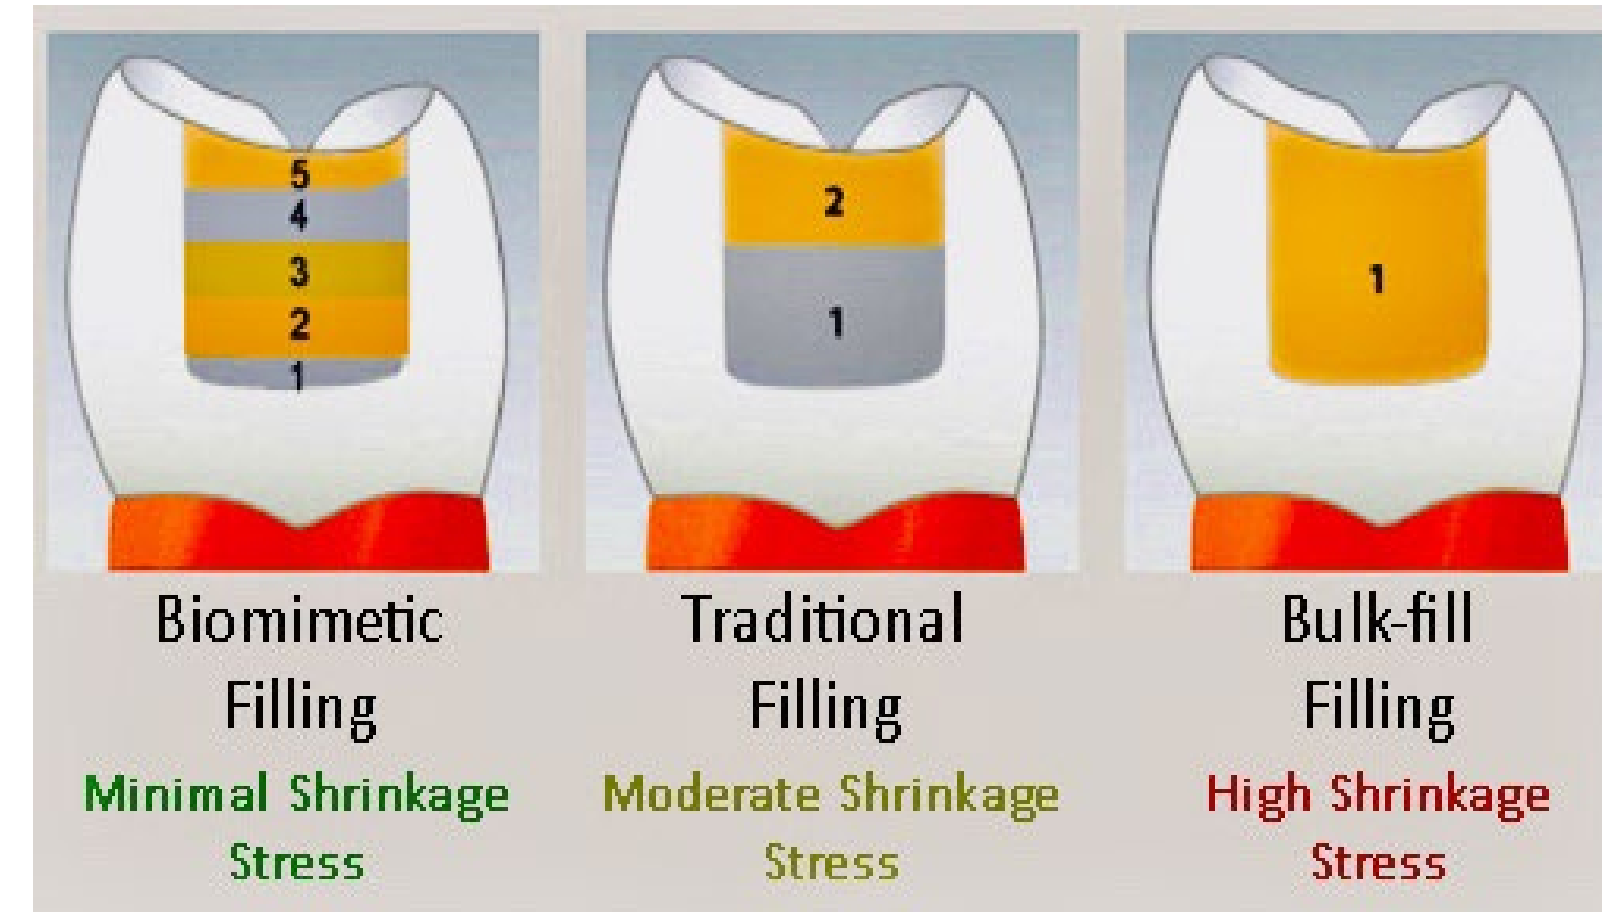 5
4
3
2
1
2
1
1
Biomimetic
Filling
Minimal Shrinkage
Stress
Traditional
Filling
Moderate Shrinkage
Stress
Bulk-fill
Filling
High Shrinkage
Stress